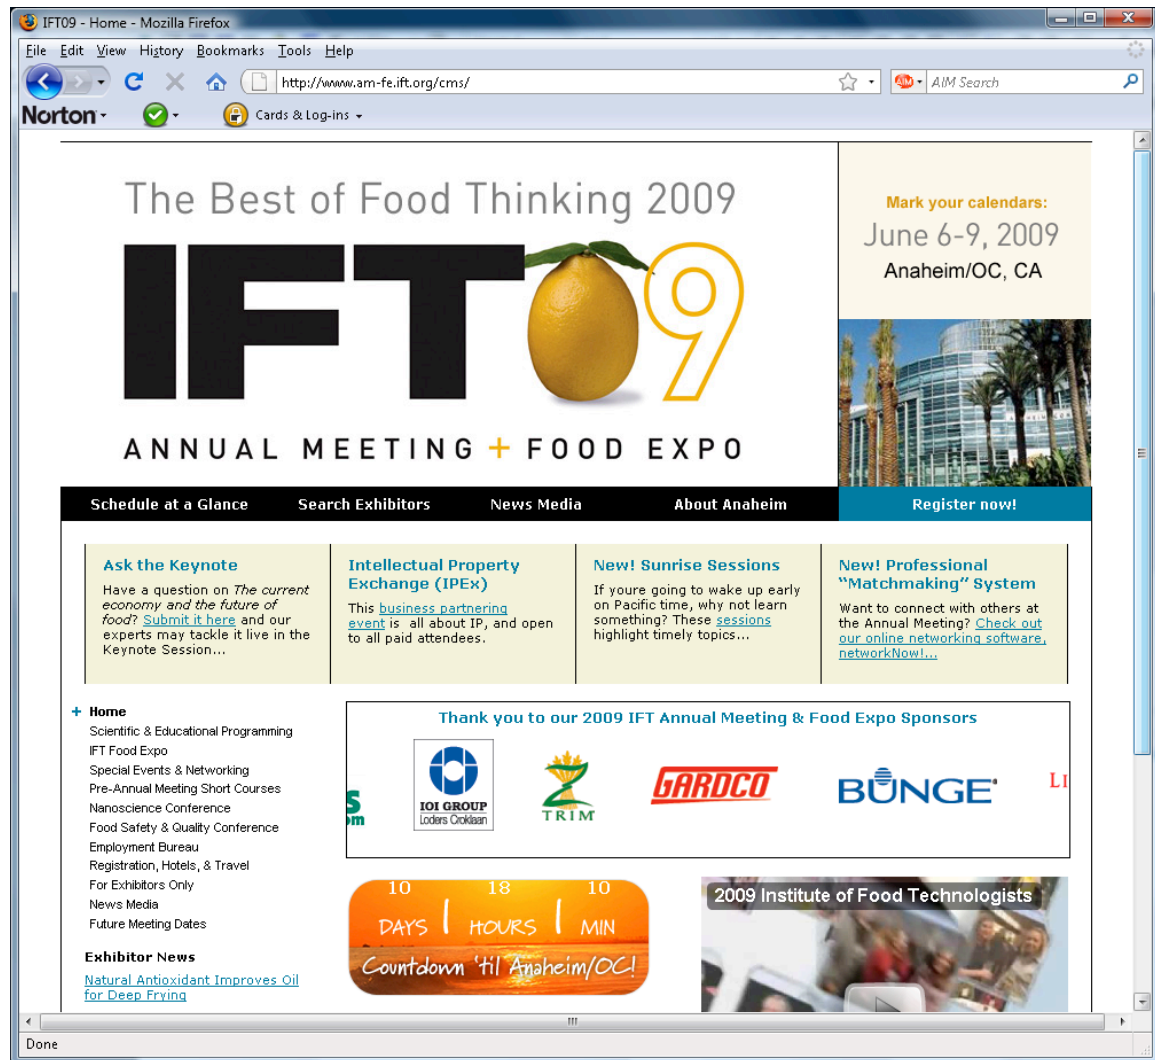 IFT09 - Home - Mozilla Firefox
File Edit View History Bookmarks Tools Help
http://www.am-fe.ift.org/cms/
AIM Search
Norton
Cards & Log-ins
The Best of Food Thinking 2009
IFT09
ANNUAL MEETING + FOOD EXPO
Mark your calendars:
June 6-9, 2009
Anaheim/OC, CA
Schedule at a Glance Search Exhibitors News Media About Anaheim Register now!
Ask the Keynote
Have a question on The current
economy and the future of
food? Submit it here and our
experts may tackle it live in the
Keynote Session...
Intellectual Property
Exchange (IPEx)
This business partnering
event is all about IP, and open
to all paid attendees.
New! Sunrise Sessions
If youre going to wake up early
on Pacific time, why not learn
something? These sessions
highlight timely topics...
New! Professional
“Matchmaking” System
Want to connect with others at
the Annual Meeting? Check out
our online networking software,
networkNow!...
+ Home
Scientific & Educational Programming
IFT Food Expo
Special Events & Networking
Pre-Annual Meeting Short Courses
Nanoscience Conference
Food Safety & Quality Conference
Employment Bureau
Registration, Hotels, & Travel
For Exhibitors Only
News Media
Future Meeting Dates
Exhibitor News
Natural Antioxidant Improves Oil
for Deep Frying
Thank you to our 2009 IFT Annual Meeting & Food Expo Sponsors
IOI GROUP
Loders Croklaan
TRIM
GARDCO
BUNGE
10 18 10
DAYS HOURS MIN
Countdown 'til Anaheim/OC!
2009 Institute of Food Technologists
Done